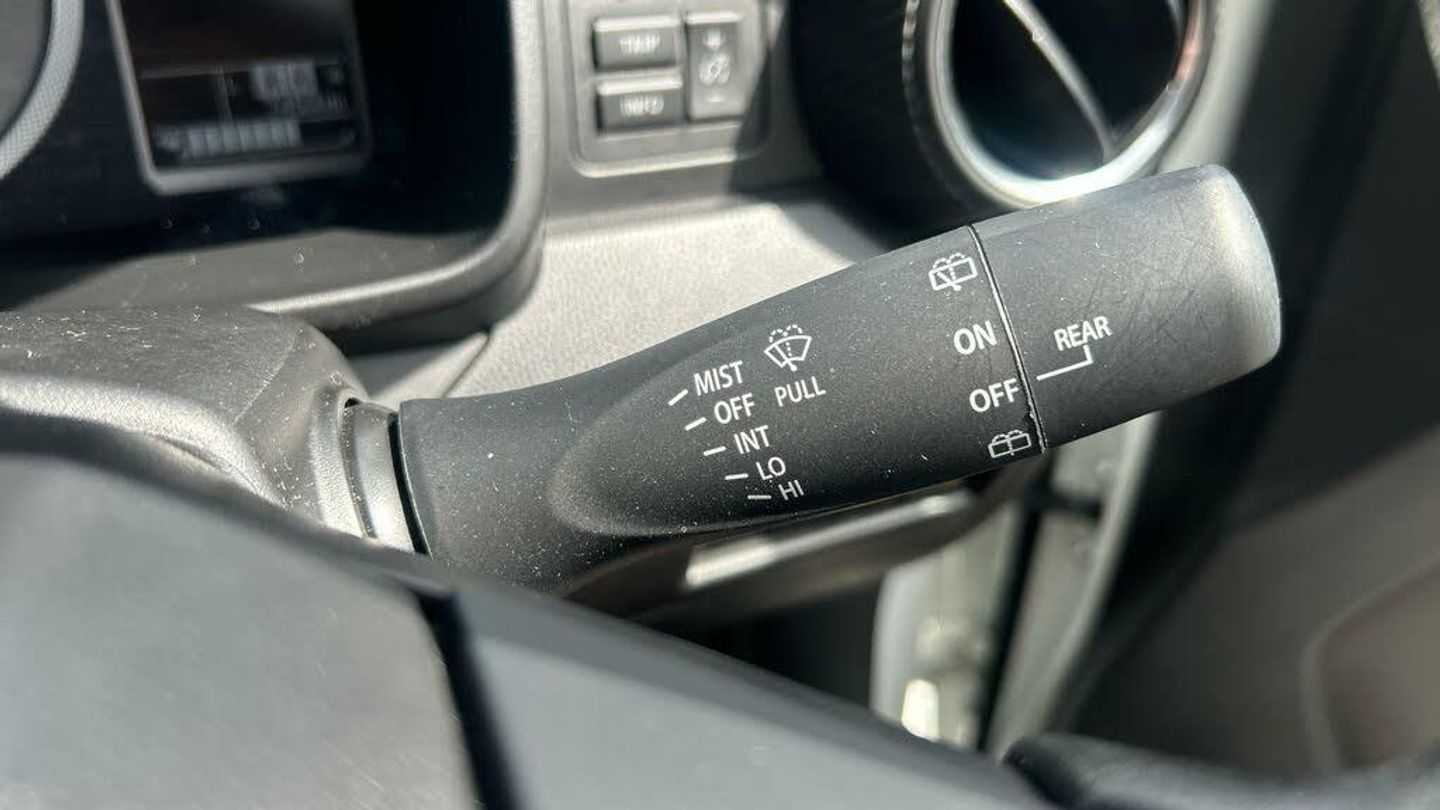 TRIP
INFO
MIST
OFF
INT
LO
HI
PULL
ON
OFF
REAR